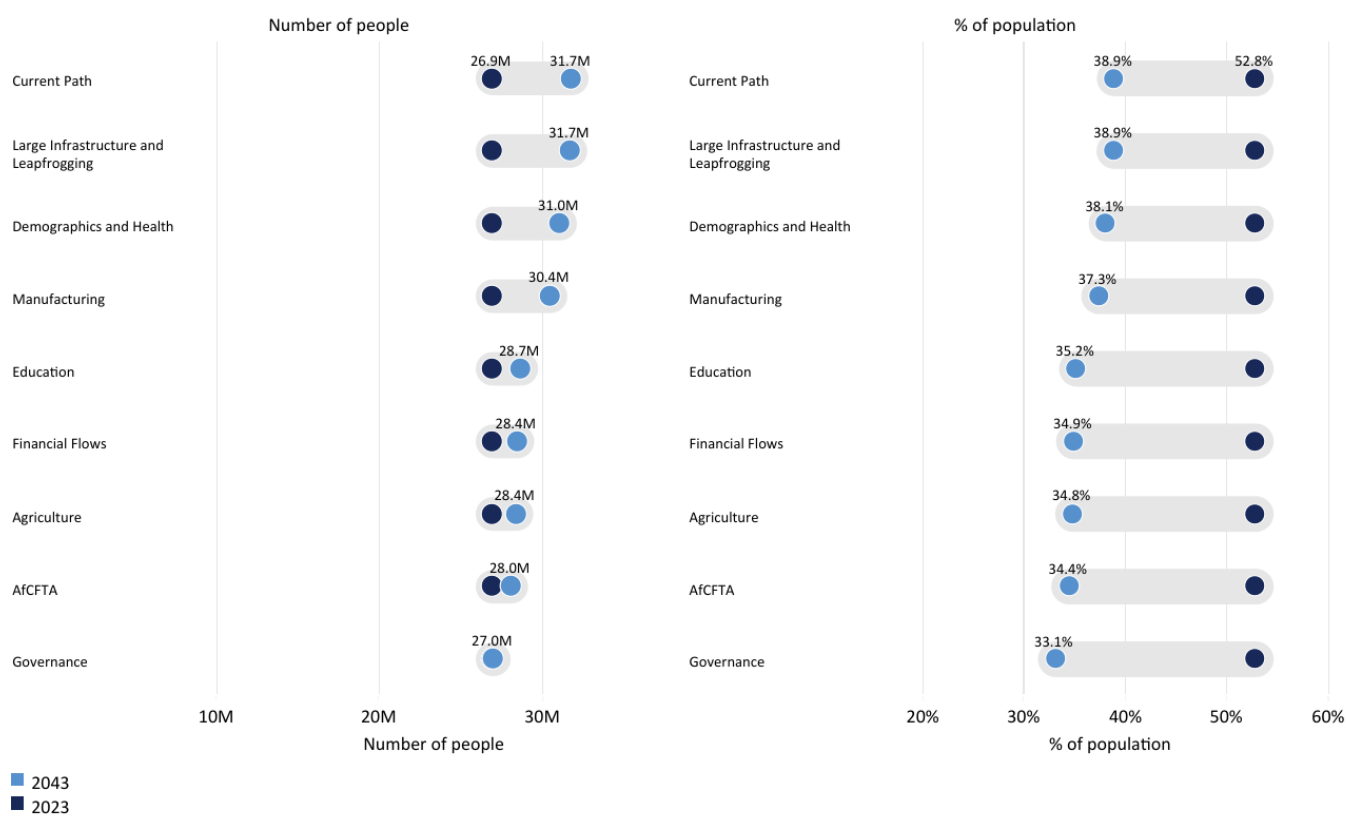 Number of people
26.9M 31.7M
Current Path
31.7M
Large Infrastructure and
Leapfrogging
31.0M
Demographics and Health
30.4M
Manufacturing
28.7M
Education
28.4M
Financial Flows
28.4M
Agriculture
28.0M
AfCFTA
27.0M
Governance
10M 20M 30M
Number of people
% of population
38.9% 52.8%
Current Path
38.9%
Large Infrastructure and
Leapfrogging
38.1%
Demographics and Health
37.3%
Manufacturing
35.2%
Education
34.9%
Financial Flows
34.8%
Agriculture
34.4%
AfCFTA
33.1%
Governance
20% 30% 40% 50% 60%
% of population
2043
2023